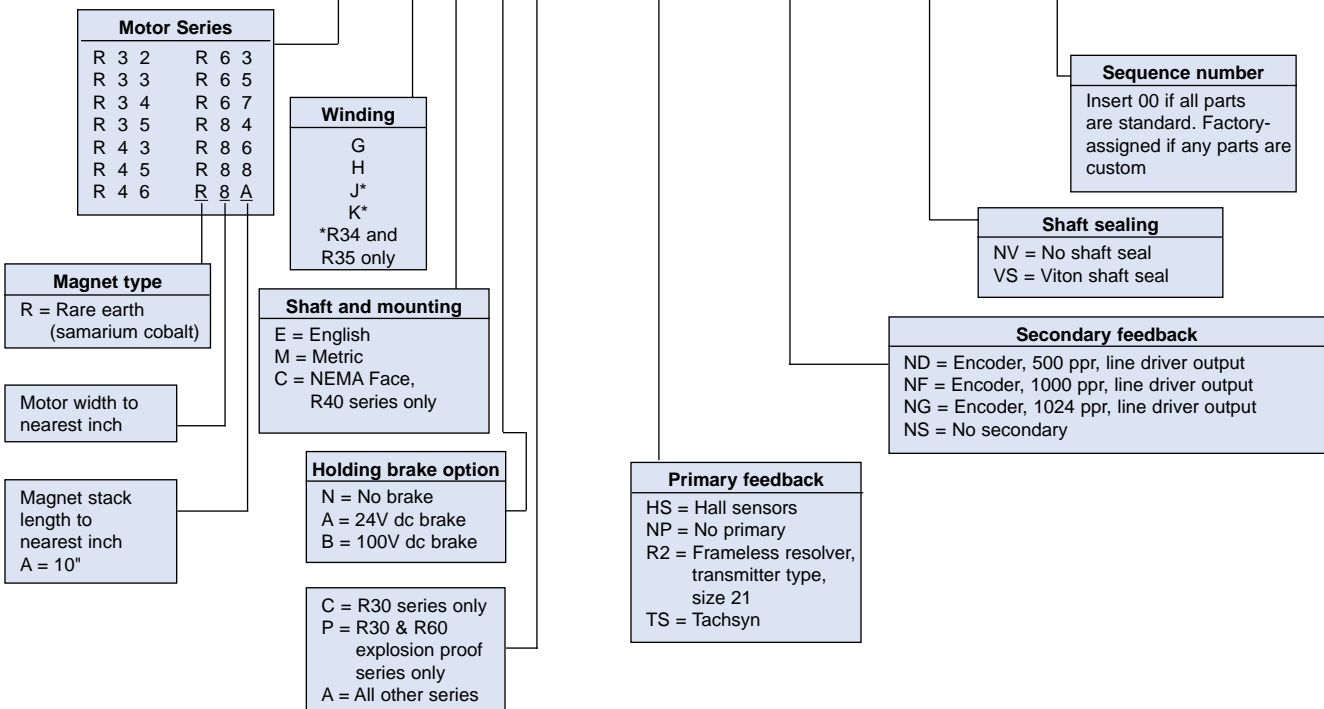 Motor Series
R 3 2 R 6 3
R 3 3 R 6 5
R 3 4 R 6 7
R 3 5 R 8 4
R 4 3 R 8 6
R 4 5 R 8 8
R 4 6 R 8 A
Magnet type
R = Rare earth
(samarium cobalt)
Motor width to
nearest inch
Magnet stack
length to
nearest inch
A = 10"
Winding
G
H
J*
K*
*R34 and
R35 only
Shaft and mounting
E = English
M = Metric
C = NEMA Face,
R40 series only
Holding brake option
N = No brake
A = 24V dc brake
B = 100V dc brake
C = R30 series only
P = R30 & R60
explosion proof
series only
A = All other series
Primary feedback
HS = Hall sensors
NP = No primary
R2 = Frameless resolver,
transmitter type,
size 21
TS = Tachsyn
Secondary feedback
ND = Encoder, 500 ppr, line driver output
NF = Encoder, 1000 ppr, line driver output
NG = Encoder, 1024 ppr, line driver output
NS = No secondary
Shaft sealing
NV = No shaft seal
VS = Viton shaft seal
Sequence number
Insert 00 if all parts
are standard. Factory-
assigned if any parts are
custom